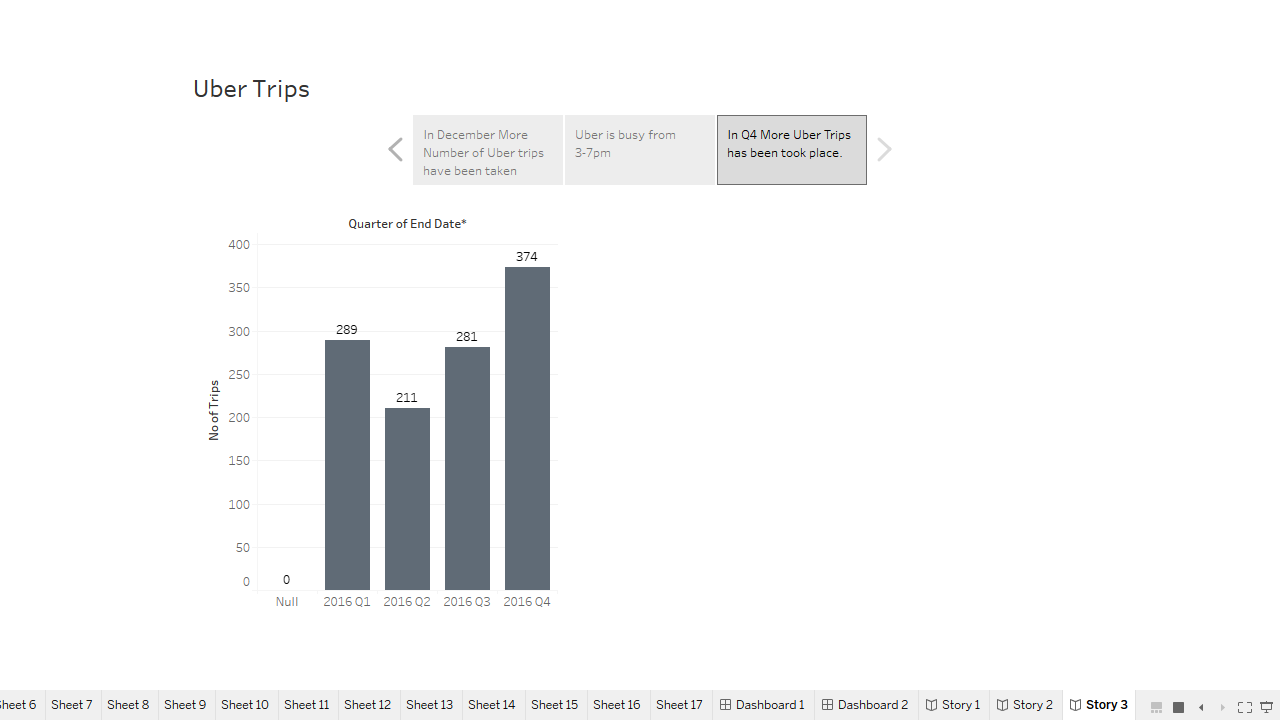 Uber Trips
In December More
Number of Uber trips
have been taken
Uber is busy from
3-7pm
In Q4 More Uber Trips
has been took place.
Quarter of End Date*
400
350
300
250
200
150
100
50
0
No of Trips
0
289
211
281
374
Null
2016 Q1
2016 Q2
2016 Q3
2016 Q4
Sheet 6
Sheet 7
Sheet 8
Sheet 9
Sheet 10
Sheet 11
Sheet 12
Sheet 13
Sheet 14
Sheet 15
Sheet 16
Sheet 17
Dashboard 1
Dashboard 2
Story 1
Story 2
Story 3